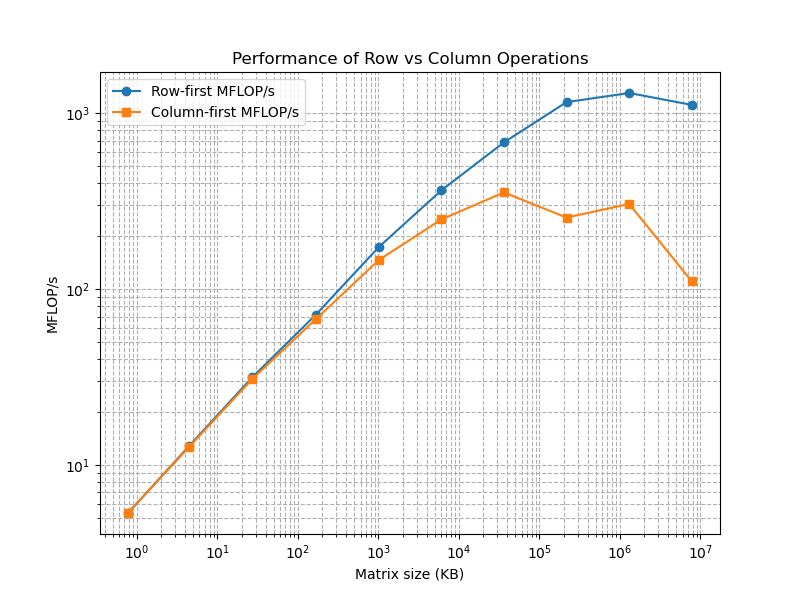 Performance of Row vs Column Operations
Row-first MFLOP/s
Column-first MFLOP/s
MFLOP/s
10³
10²
10¹
10⁰ 10¹ 10² 10³ 10⁴ 10⁵ 10⁶ 10⁷
Matrix size (KB)